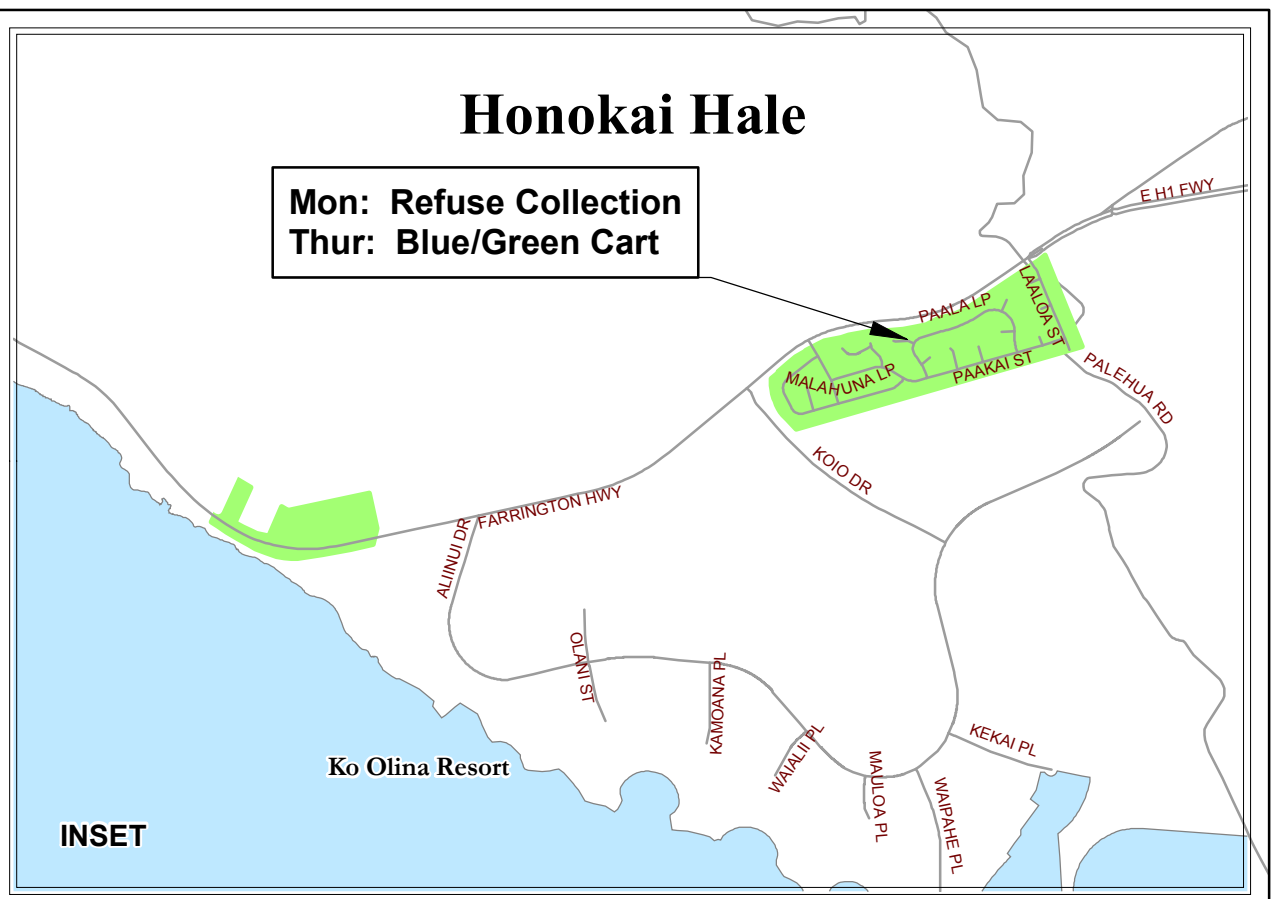 Honokai Hale
Mon: Refuse Collection
Thur: Blue/Green Cart
E H1 FWY
LAALOA ST
PAALA LP
MALAHUNA LP
PAAKAI ST
PALEHUA RD
KOIO DR
FARRINGTON HWY
ALIINUI DR
OLANI ST
KAMOANA PL
WAIALII PL
MAULOA PL
WAIPAHE PL
KEKAI PL
Ko Olina Resort
INSET